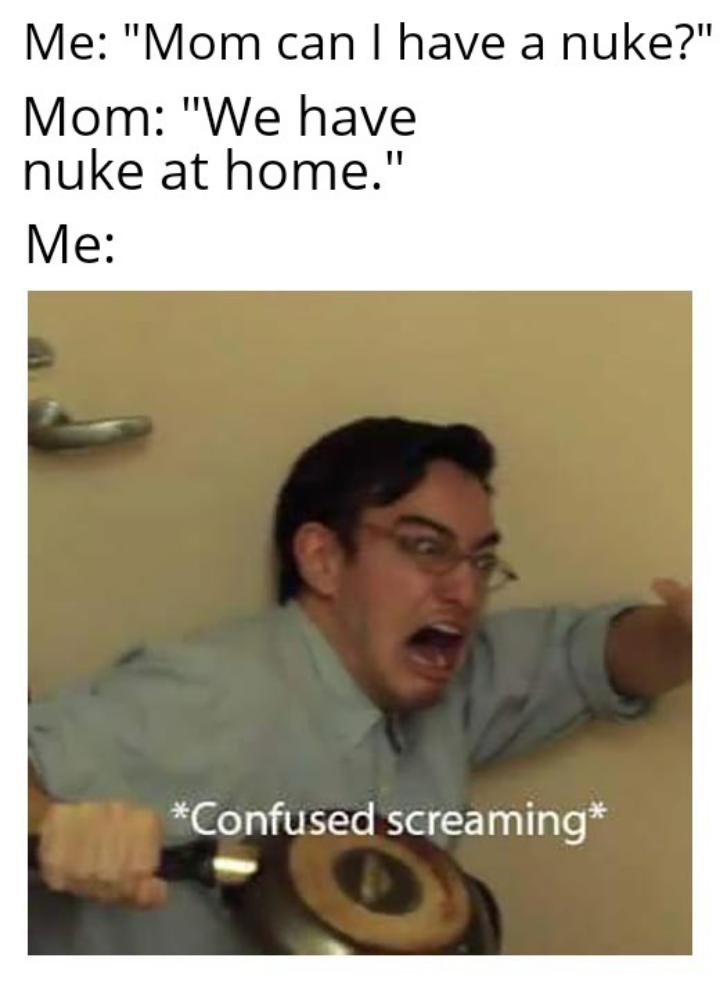 Me: "Mom can I have a nuke?"
Mom: "We have
nuke at home."
Me:
*Confused screaming*